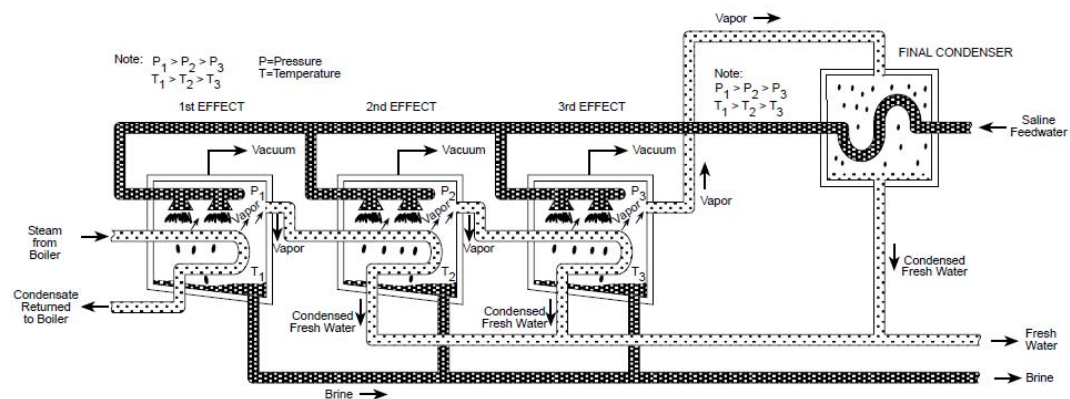 Vapor
FINAL CONDENSER
Note: P1 > P2 > P3
T1 > T2 > T3
P=Pressure
T=Temperature
Note:
P1 > P2 > P3
T1 > T2 > T3
1st EFFECT
2nd EFFECT
3rd EFFECT
Saline
Feedwater
Vacuum
Vacuum
Vacuum
P1
P2
P3
Vapor
Vapor
Vapor
Vapor
Steam
from
Boiler
Vapor
Vapor
T1
T2
T3
Condensed
Fresh Water
Condensate
Returned
to Boiler
Condensed
Fresh Water
Condensed
Fresh Water
Fresh
Water
Brine
Brine